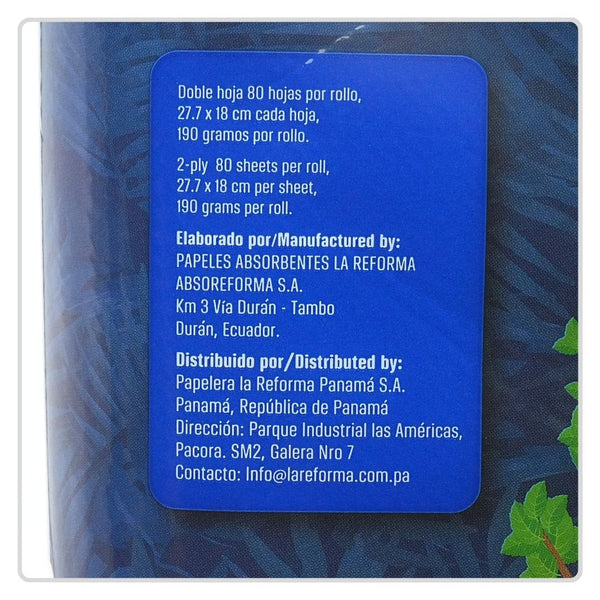 Doble hoja 80 hojas por rollo,
27.7 x 18 cm cada hoja,
190 gramos por rollo.
2-ply 80 sheets per roll,
27.7 x 18 cm per sheet,
190 grams per roll.
Elaborado por/Manufactured by:
PAPELES ABSORBENTES LA REFORMA
ABSOREFORMA S.A.
Km 3 Vía Durán - Tambo
Durán, Ecuador.
Distribuido por/Distributed by:
Papelera la Reforma Panamá S.A.
Panamá, República de Panamá
Dirección: Parque Industrial las Américas,
Pacora. SM2, Galera Nro 7
Contacto: Info@lareforma.com.pa